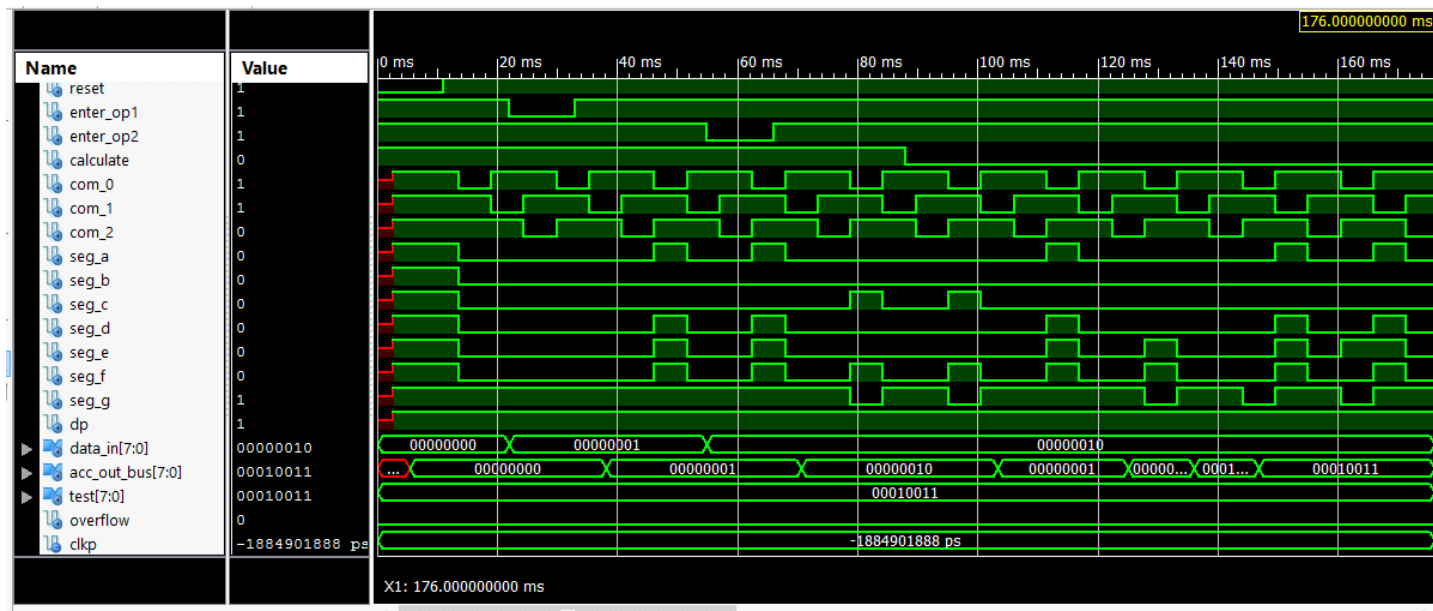 176.000000000 ms
Name Value
0 ms 20 ms 40 ms 60 ms 80 ms 100 ms 120 ms 140 ms 160 ms
reset 1
enter_op1 1
enter_op2 1
calculate 0
com_0 1
com_1 1
com_2 0
seg_a 0
seg_b 0
seg_c 0
seg_d 0
seg_e 0
seg_f 0
seg_g 1
dp 1
data_in[7:0] 00000010 00000000 00000001 00000010
acc_out_bus[7:0] 00010011 ... 00000000 00000001 00000010 00000001 00000... 0001... 00010011
test[7:0] 00010011 00010011
overflow 0
clkp -1884901888 ps -1884901888 ps
X1: 176.000000000 ms